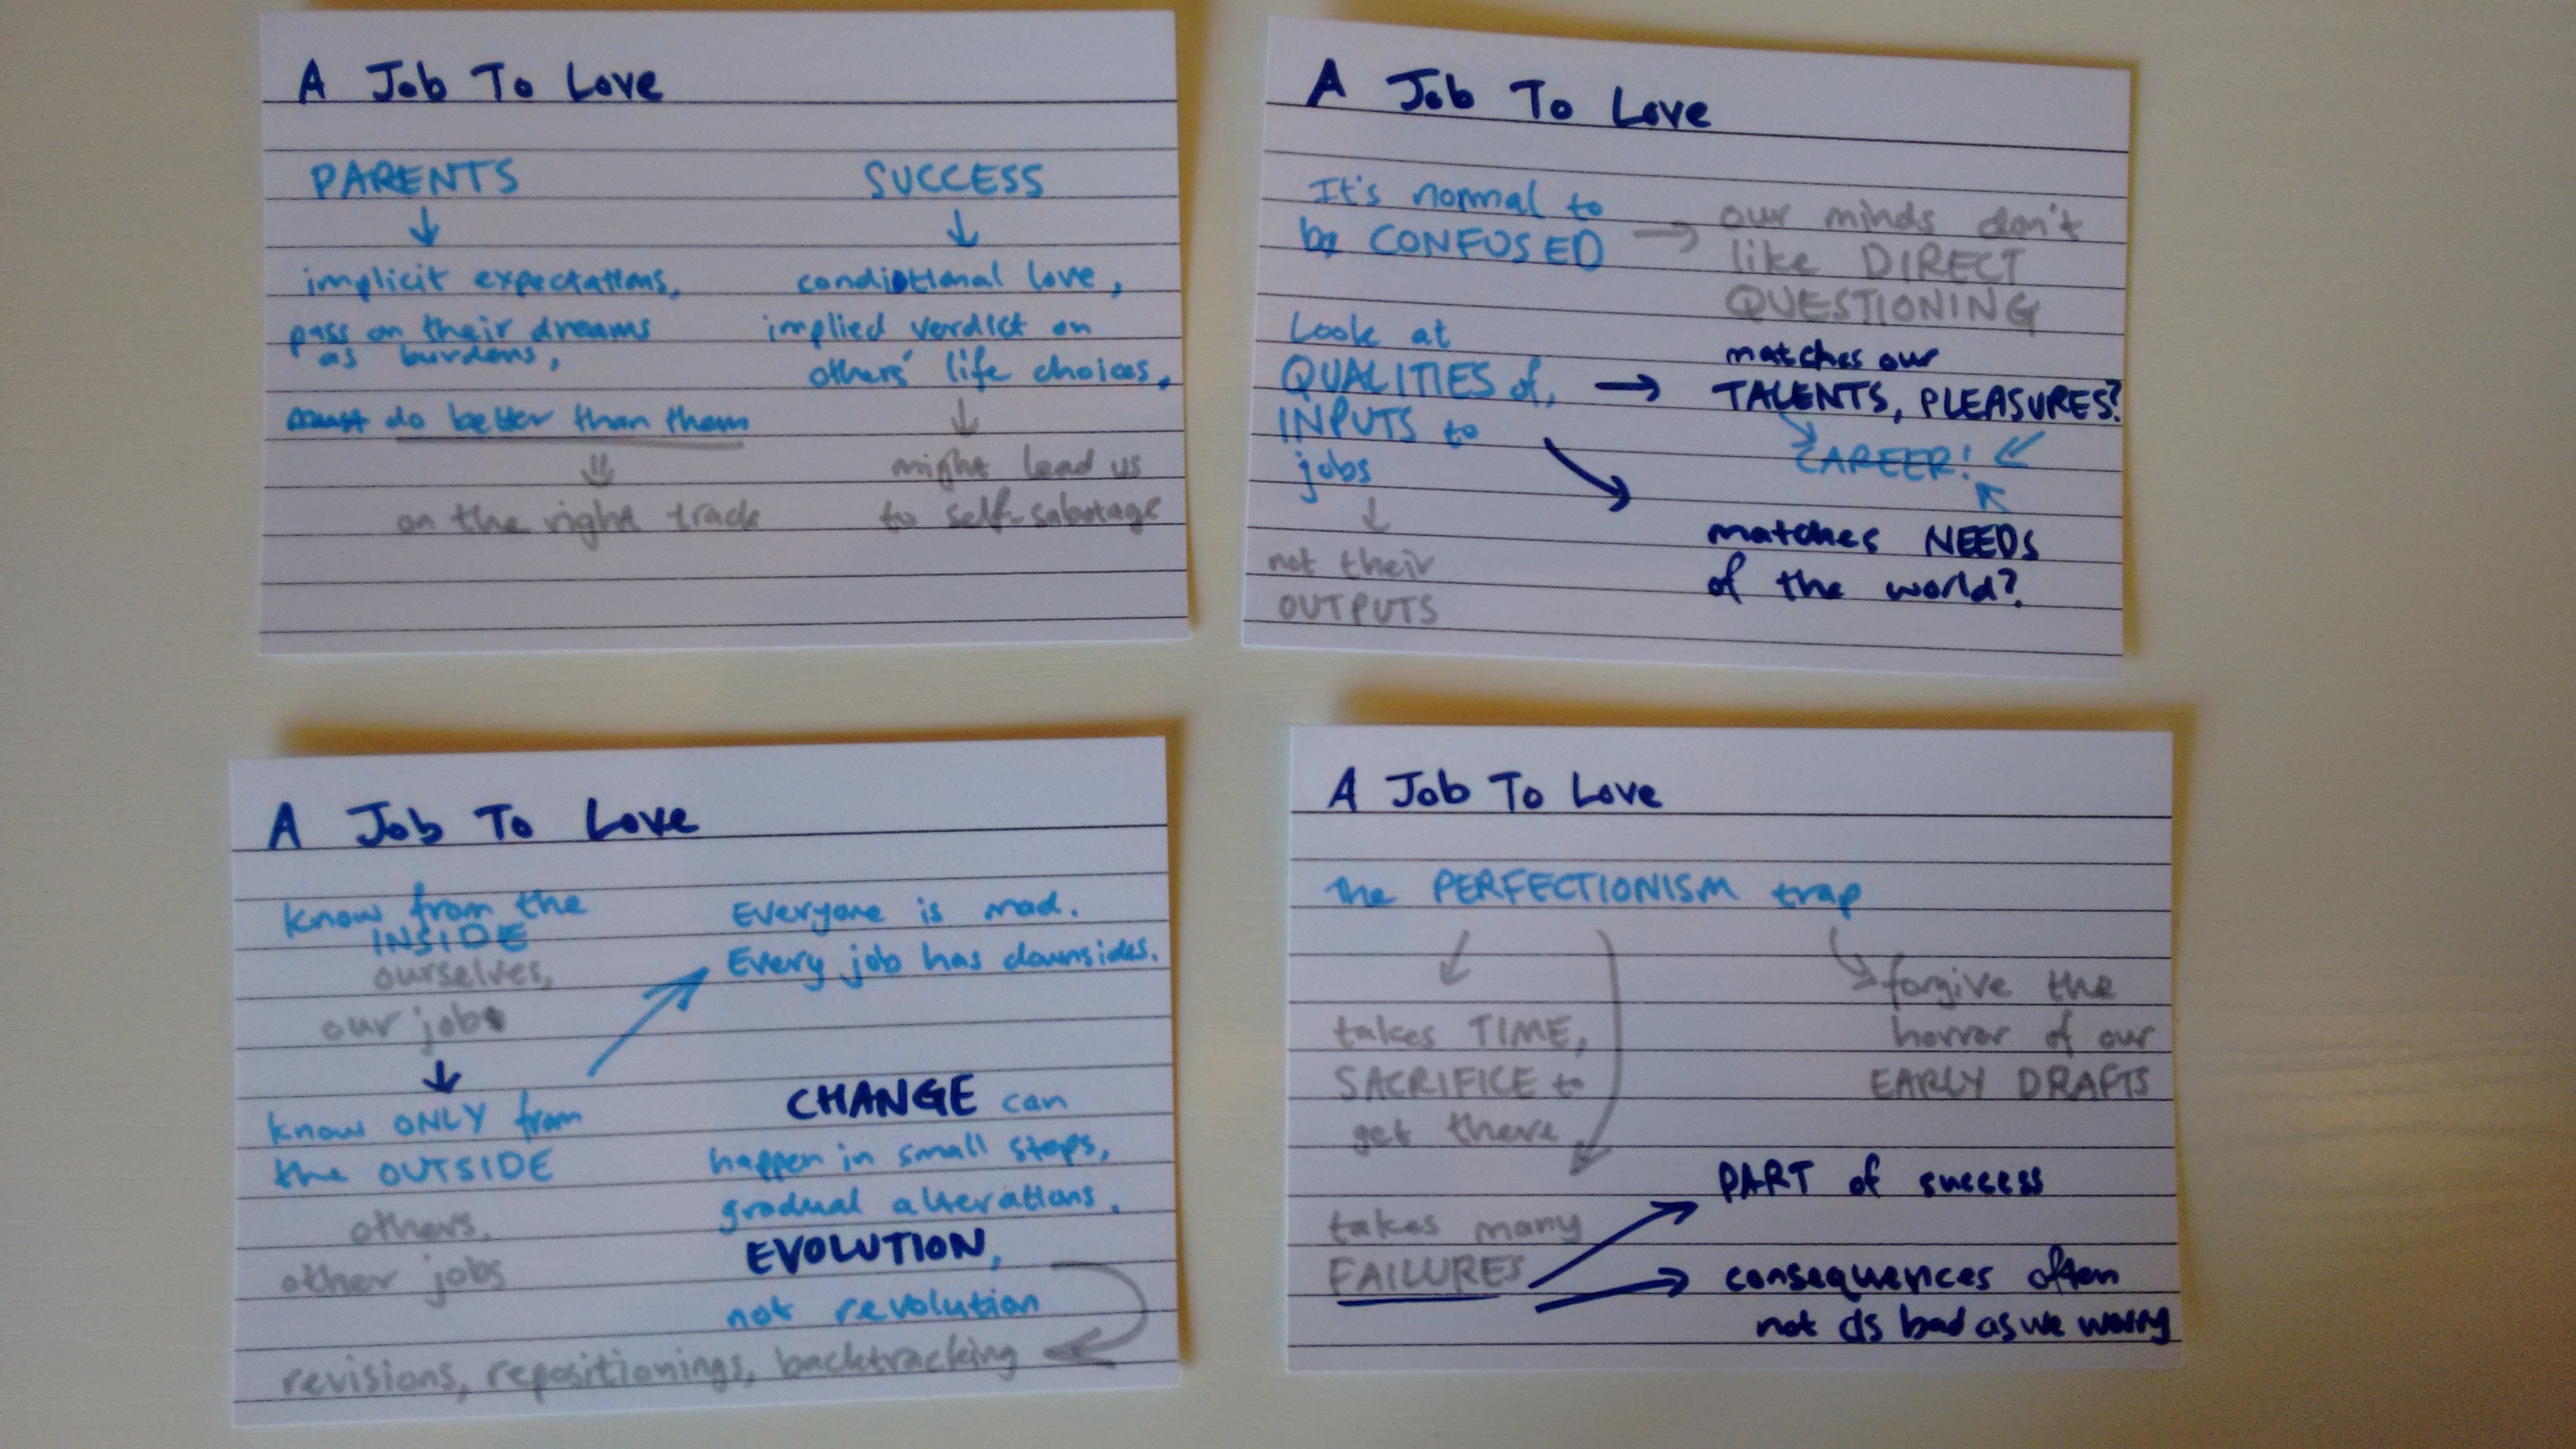 A Job To Love
PARENTS
↓
implicit expectations,
pass on their dreams
as burdens,
must do better than them
⇓
on the right track
SUCCESS
↓
conditional love,
implied verdict on
others' life choices,
↓
might lead us
to self-sabotage
A Job To Love
It's normal to
be CONFUSED →
our minds don't
like DIRECT
QUESTIONING
Look at
QUALITIES of,
INPUTS to
jobs
↓
not their
OUTPUTS
→ matches our
TALENTS, PLEASURES?
CAREER!
matches NEEDS
of the world?
A Job To Love
know from the
INSIDE
ourselves,
our jobs
↓
know ONLY from
the OUTSIDE
others,
other jobs
Everyone is mad.
Every job has downsides.
CHANGE can
happen in small steps,
gradual alterations.
EVOLUTION,
not revolution
revisions, repositionings, backtracking
A Job To Love
the PERFECTIONISM trap
takes TIME,
SACRIFICE to
get there
takes many
FAILURES
forgive the
horror of our
EARLY DRAFTS
PART of success
consequences often
not as bad as we worry